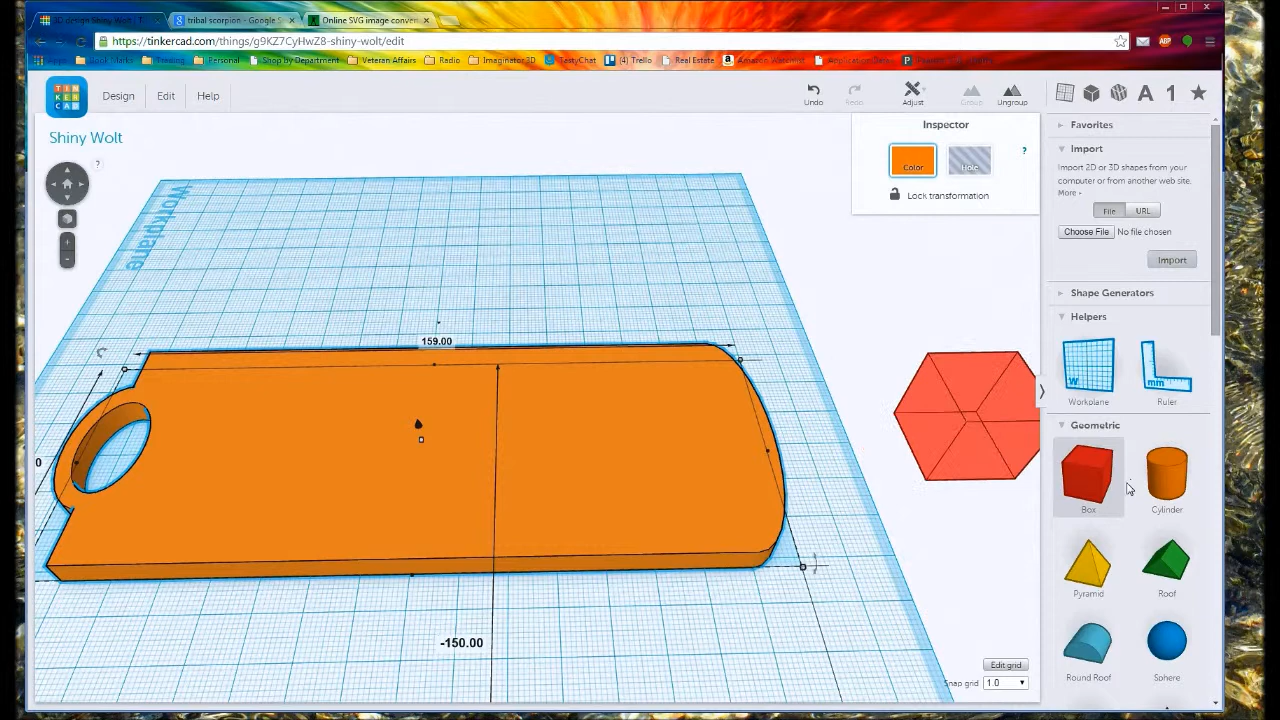 3D design Shiny Wolt | T
tribal scorpion - Google S
Online SVG image conver
https://tinkercad.com/things/g9KZ7CyHwZ8-shiny-wolt/edit
Apps Book Marks Trading Personal Shop by Department Veteran Affairs Radio Imaginator 3D TastyChat (4) Trello Real Estate Amazon
TIN
KER
CAD
Design Edit Help
Undo Redo Adjust Group Ungroup
Shiny Wolt
?
Workplane
159.00
0
-150.00
Inspector
Color Hole
?
Lock transformation
Edit grid
Snap grid 1.0
Favorites
Import
Import 2D or 3D shapes from your
computer or from another web site.
More
File URL
Choose File No file chosen
Import
Shape Generators
Helpers
W mm
Workplane Ruler
Geometric
Box Cylinder
Pyramid Roof
Round Roof Sphere